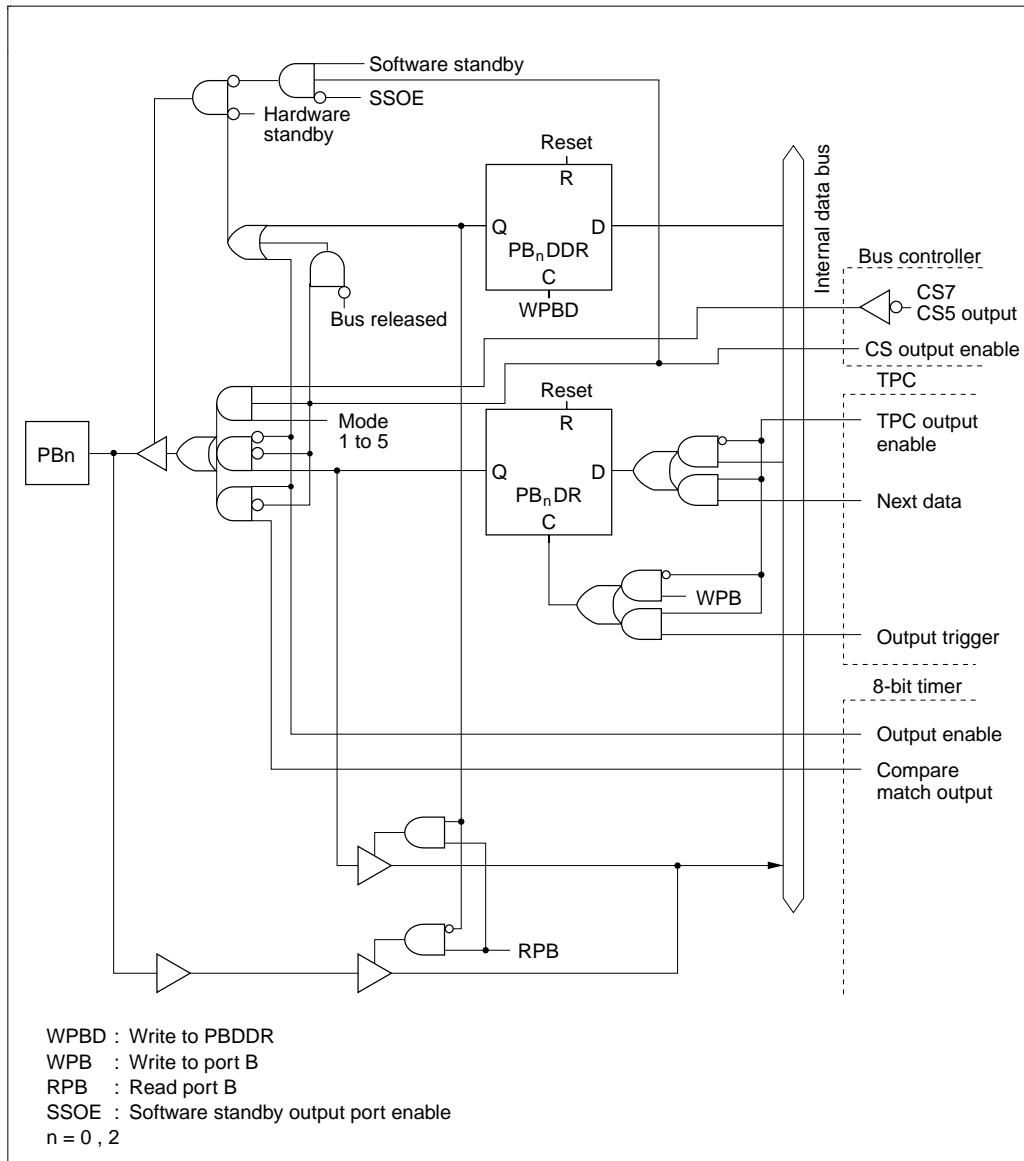 Software standby
SSOE
Hardware
standby
Reset
R
Q
D
PBnDDR
C
WPBD
Internal data bus
Bus released
Bus controller
CS7
CS5 output
CS output enable
TPC
Mode
1 to 5
Reset
R
TPC output
enable
PBn
Q
D
PBnDR
C
Next data
WPB
Output trigger
8-bit timer
Output enable
Compare
match output
RPB
WPBD : Write to PBDDR
WPB : Write to port B
RPB : Read port B
SSOE : Software standby output port enable
n = 0 , 2